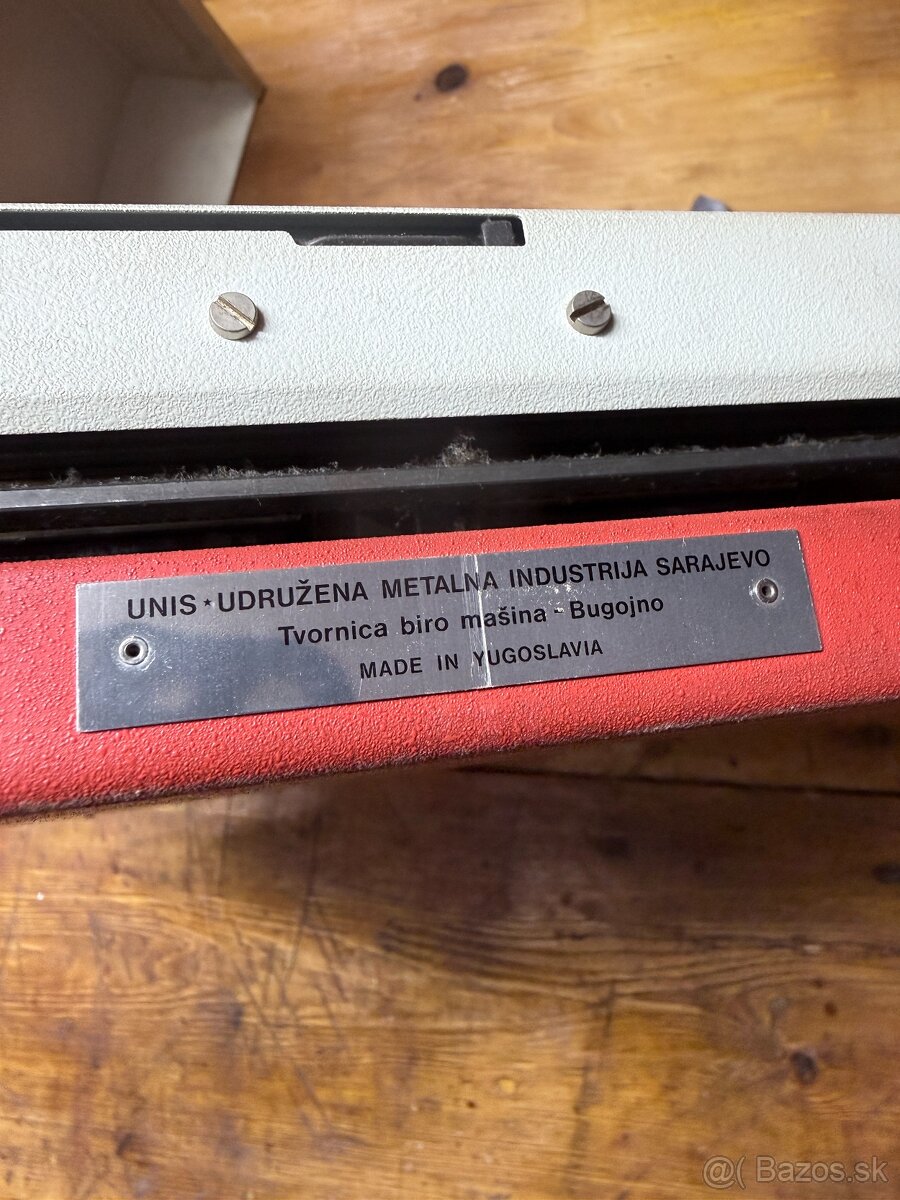 UNIS ★ UDRUŽENA METALNA INDUSTRIJA SARAJEVO
Tvornica biro mašina - Bugojno
MADE IN YUGOSLAVIA
@( Bazos.sk